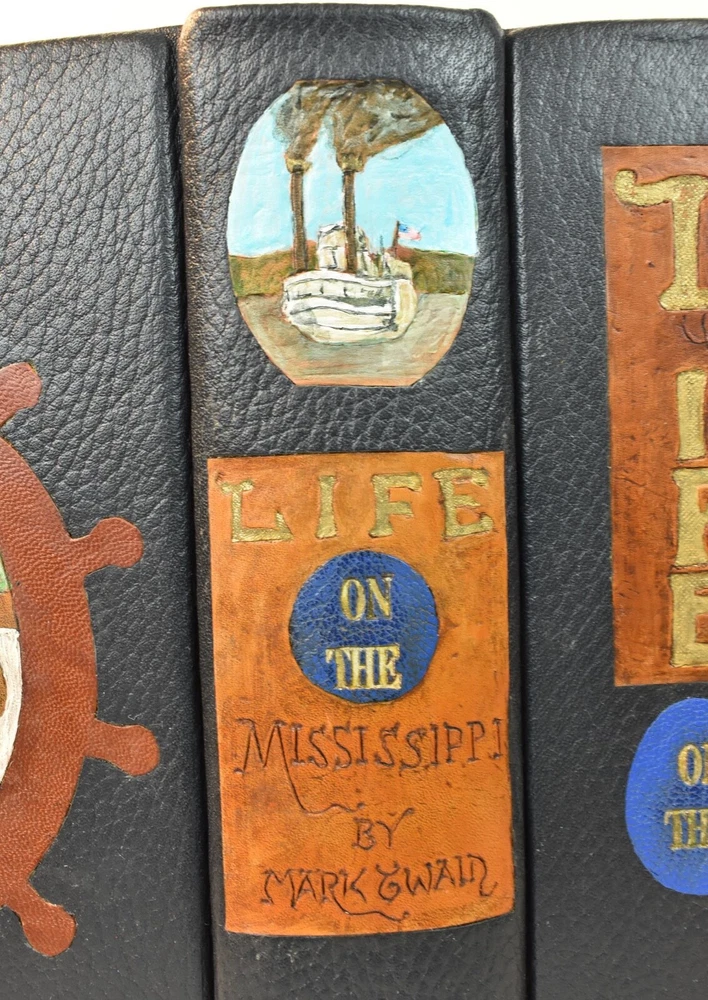 LIFE
ON
THE
MISSISSIPPI
BY
MARK TWAIN
L
I
F
E